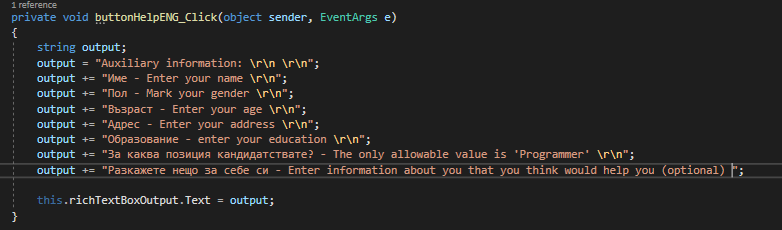 1 reference
private void buttonHelpENG_Click(object sender, EventArgs e)
{
string output;
output = "Auxiliary information: \r\n \r\n";
output += "Име - Enter your name \r\n";
output += "Пол - Mark your gender \r\n";
output += "Възраст - Enter your age \r\n";
output += "Адрес - Enter your address \r\n";
output += "Образование - enter your education \r\n";
output += "За каква позиция кандидатствате? - The only allowable value is 'Programmer' \r\n";
output += "Разкажете нещо за себе си - Enter information about you that you think would help you (optional) ";
this.richTextBoxOutput.Text = output;
}